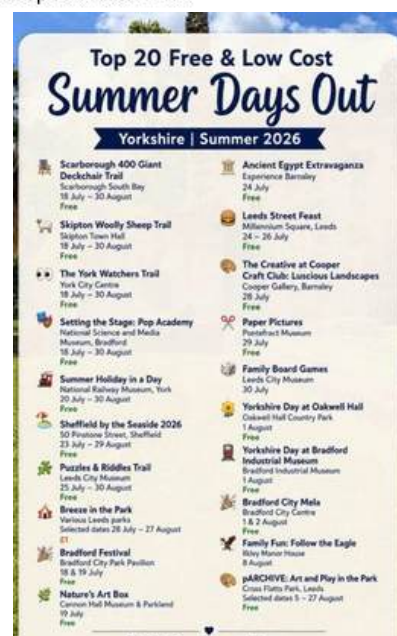 Top 20 Free & Low Cost
Summer Days Out
Yorkshire | Summer 2026
Scarborough 400 Giant
Deckchair Trail
Scarborough South Bay
18 July – 30 August
Free
Skipton Woolly Sheep Trail
Skipton Town Hall
18 July – 30 August
Free
The York Watchers Trail
York City Centre
18 July – 30 August
Free
Setting the Stage: Pop Academy
National Science and Media
Museum, Bradford
18 July – 30 August
Free
Summer Holiday in a Day
National Railway Museum, York
20 July – 30 August
Free
Sheffield by the Seaside 2026
50 Pinstone Street, Sheffield
23 July – 29 August
Free
Puzzles & Riddles Trail
Leeds City Museum
25 July – 30 August
Free
Breeze in the Park
Various Leeds parks
Selected dates 28 July – 27 August
£1
Bradford Festival
Bradford City Park Pavilion
18 & 19 July
Free
Nature's Art Box
Cannon Hall Museum & Parkland
19 July
Free
Ancient Egypt Extravaganza
Experience Barnsley
24 July
Free
Leeds Street Feast
Millennium Square, Leeds
24 – 26 July
Free
The Creative at Cooper
Craft Club: Luscious Landscapes
Cooper Gallery, Barnsley
28 July
Free
Paper Pictures
Pontefract Museum
29 July
Free
Family Board Games
Leeds City Museum
30 July
Yorkshire Day at Oakwell Hall
Oakwell Hall Country Park
1 August
Free
Yorkshire Day at Bradford
Industrial Museum
Bradford Industrial Museum
1 August
Free
Bradford City Mela
Bradford City Centre
1 & 2 August
Free
Family Fun: Follow the Eagle
Ilkley Manor House
8 August
Free
pARCHIVE: Art and Play in the Park
Cross Flatts Park, Leeds
Selected dates 5 – 27 August
Free